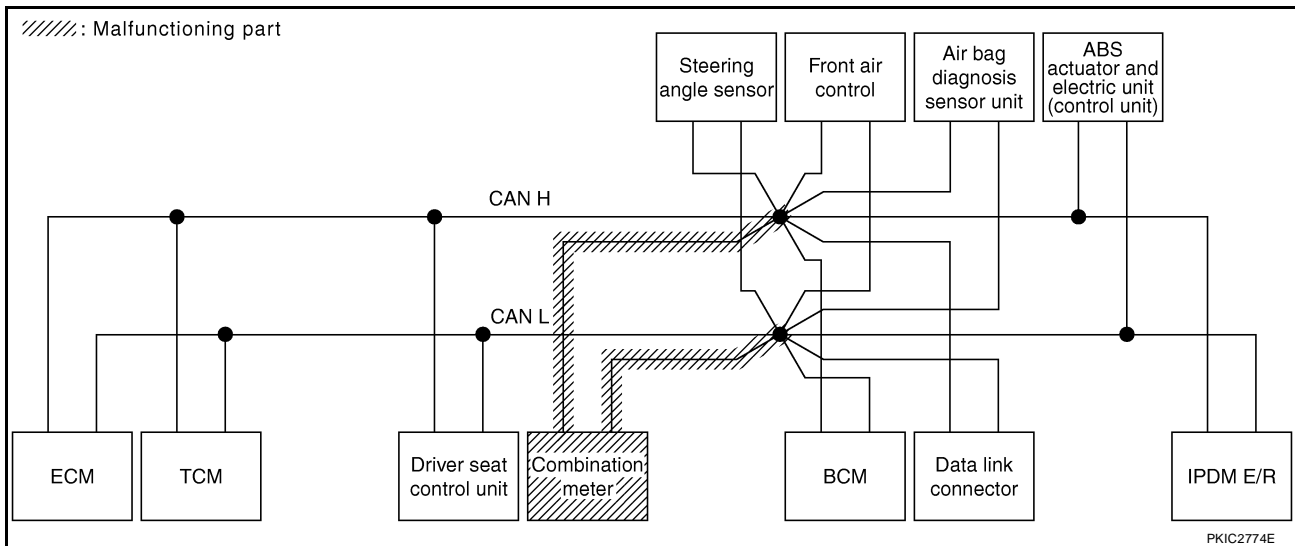 : Malfunctioning part
Steering
angle sensor
Front air
control
Air bag
diagnosis
sensor unit
ABS
actuator and
electric unit
(control unit)
CAN H
CAN L
ECM
TCM
Driver seat
control unit
Combination
meter
BCM
Data link
connector
IPDM E/R
PKIC2774E